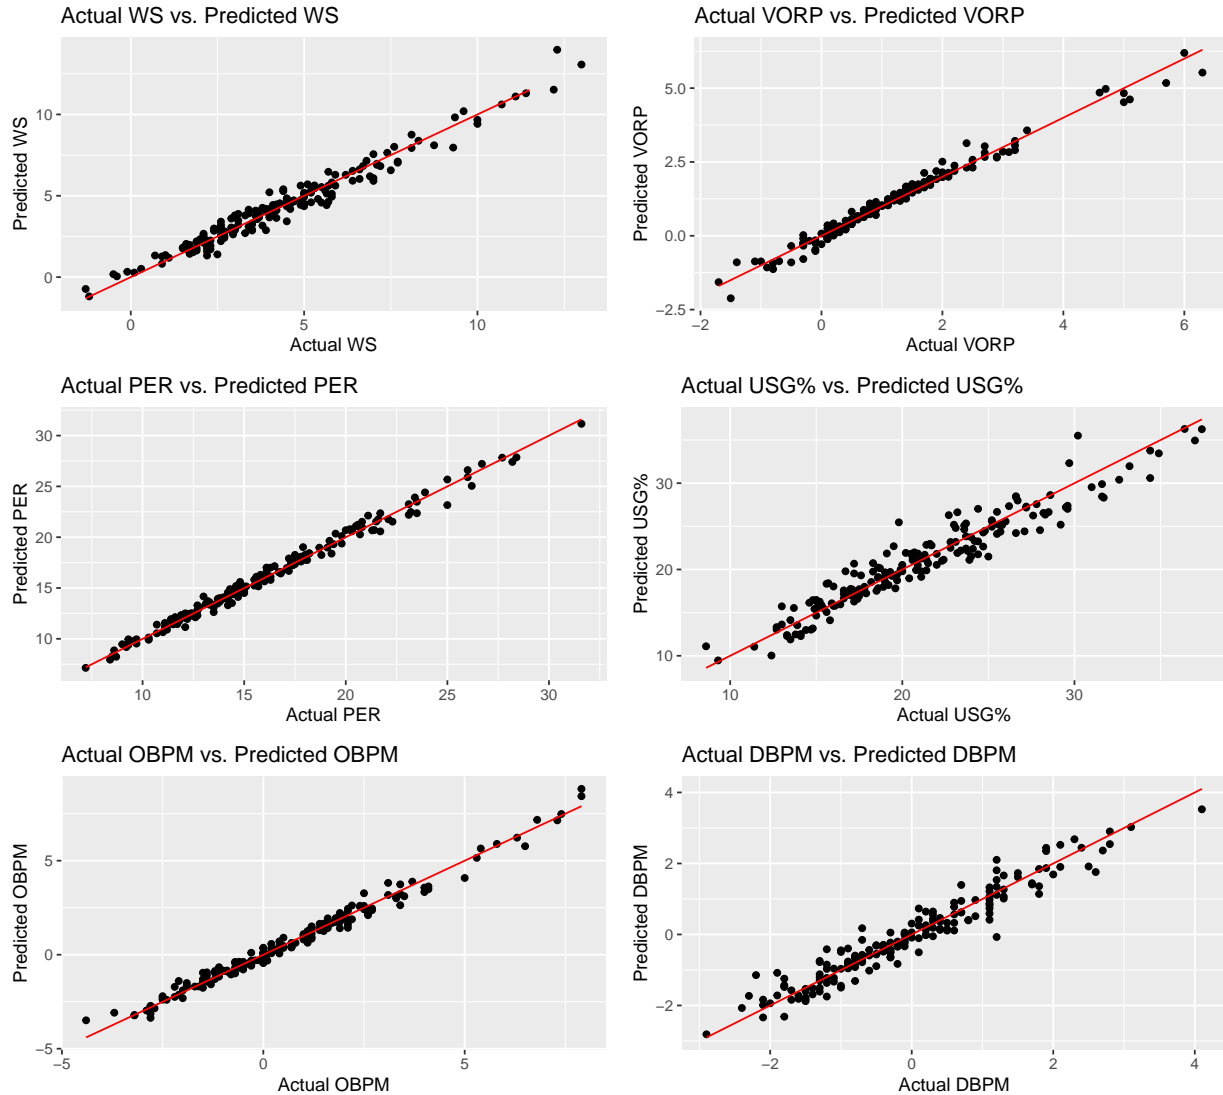 Actual WS vs. Predicted WS
Predicted WS
10
5
0
0
5
10
Actual WS
Actual VORP vs. Predicted VORP
Predicted VORP
5.0
2.5
0.0
−2.5
−2
0
2
4
6
Actual VORP
Actual PER vs. Predicted PER
Predicted PER
30
25
20
15
10
10
15
20
25
30
Actual PER
Actual USG% vs. Predicted USG%
Predicted USG%
30
20
10
10
20
30
Actual USG%
Actual OBPM vs. Predicted OBPM
Predicted OBPM
5
0
−5
−5
0
5
Actual OBPM
Actual DBPM vs. Predicted DBPM
Predicted DBPM
4
2
0
−2
−2
0
2
4
Actual DBPM